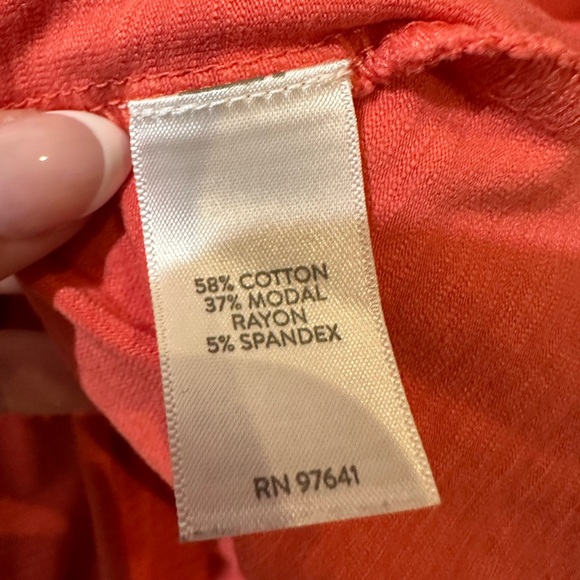 58% COTTON
37% MODAL
RAYON
5% SPANDEX
RN 97641